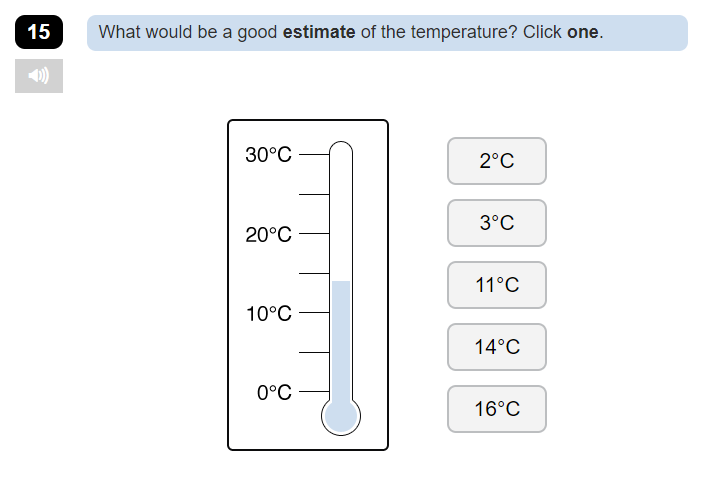 15
What would be a good estimate of the temperature? Click one.
30°C
20°C
10°C
0°C
2°C
3°C
11°C
14°C
16°C